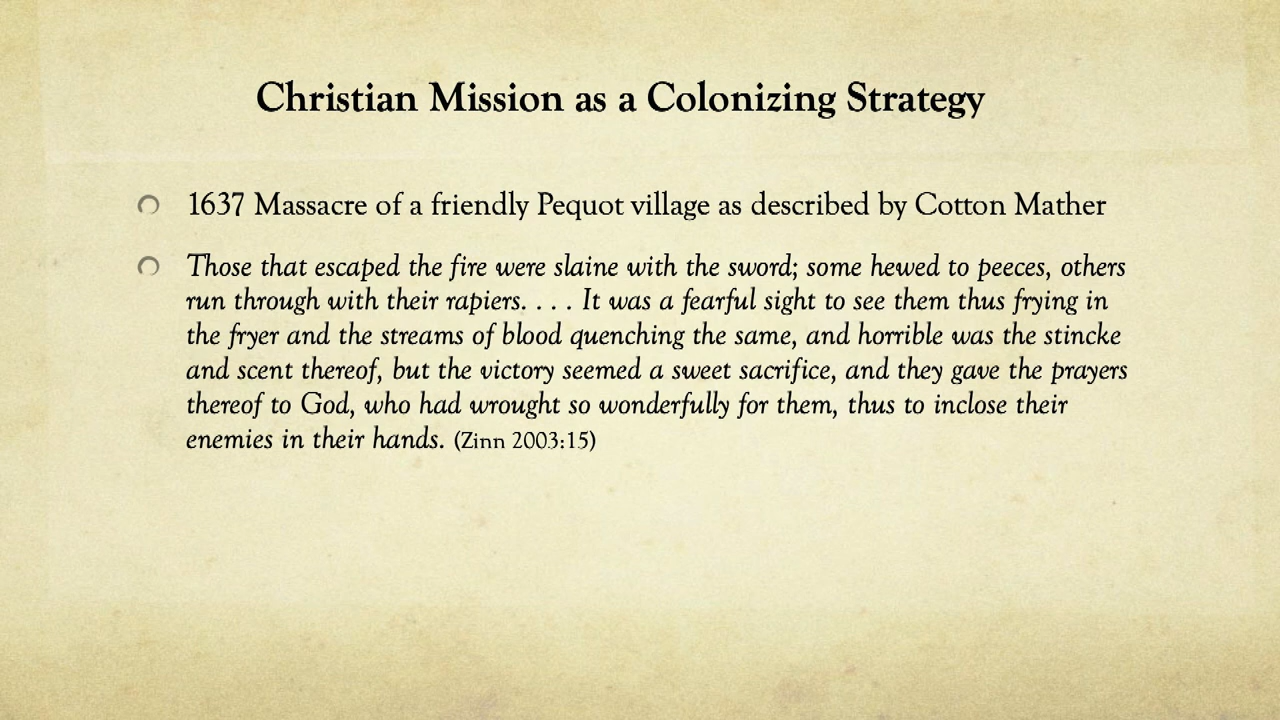 Christian Mission as a Colonizing Strategy
1637 Massacre of a friendly Pequot village as described by Cotton Mather
Those that escaped the fire were slaine with the sword; some hewed to peeces, others
run through with their rapiers. . . . It was a fearful sight to see them thus frying in
the fryer and the streams of blood quenching the same, and horrible was the stincke
and scent thereof, but the victory seemed a sweet sacrifice, and they gave the prayers
thereof to God, who had wrought so wonderfully for them, thus to inclose their
enemies in their hands. (Zinn 2003:15)